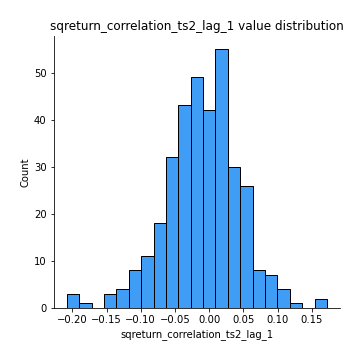 sqreturn_correlation_ts2_lag_1 value distribution
Count
50
40
30
20
10
0
−0.20 −0.15 −0.10 −0.05 0.00 0.05 0.10 0.15
sqreturn_correlation_ts2_lag_1